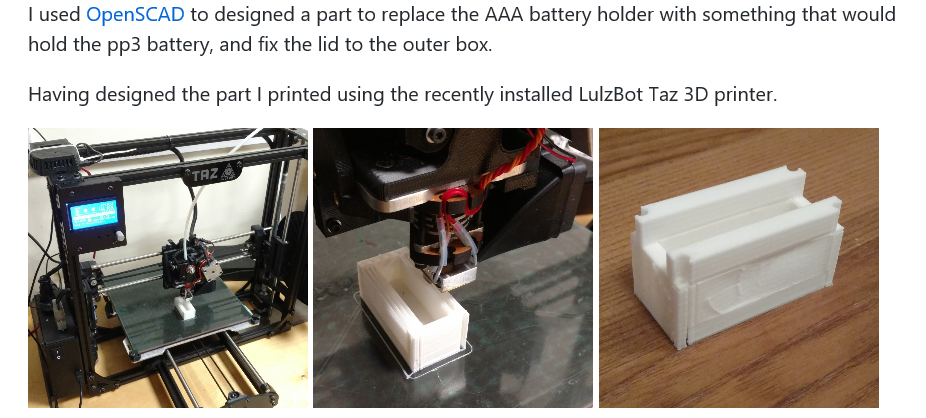 I used OpenSCAD to designed a part to replace the AAA battery holder with something that would
hold the pp3 battery, and fix the lid to the outer box.
Having designed the part I printed using the recently installed LulzBot Taz 3D printer.
TAZ